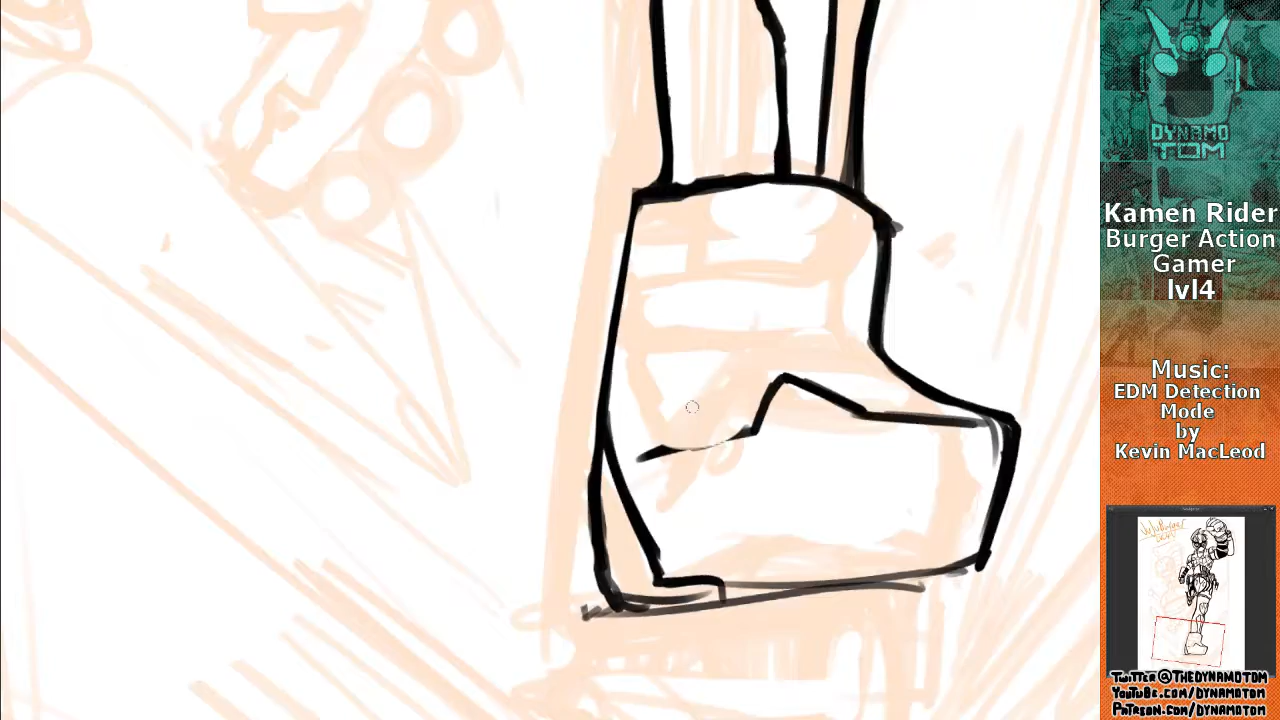 DYNAMO
TOM
Kamen Rider
Burger Action
Gamer
lvl4
Music:
EDM Detection
Mode
by
Kevin MacLeod
TWITTER@THEDYNAMOTOM
YOUTUBE.COM/DYNAMOTOM
PATREON.COM/DYNAMOTOM